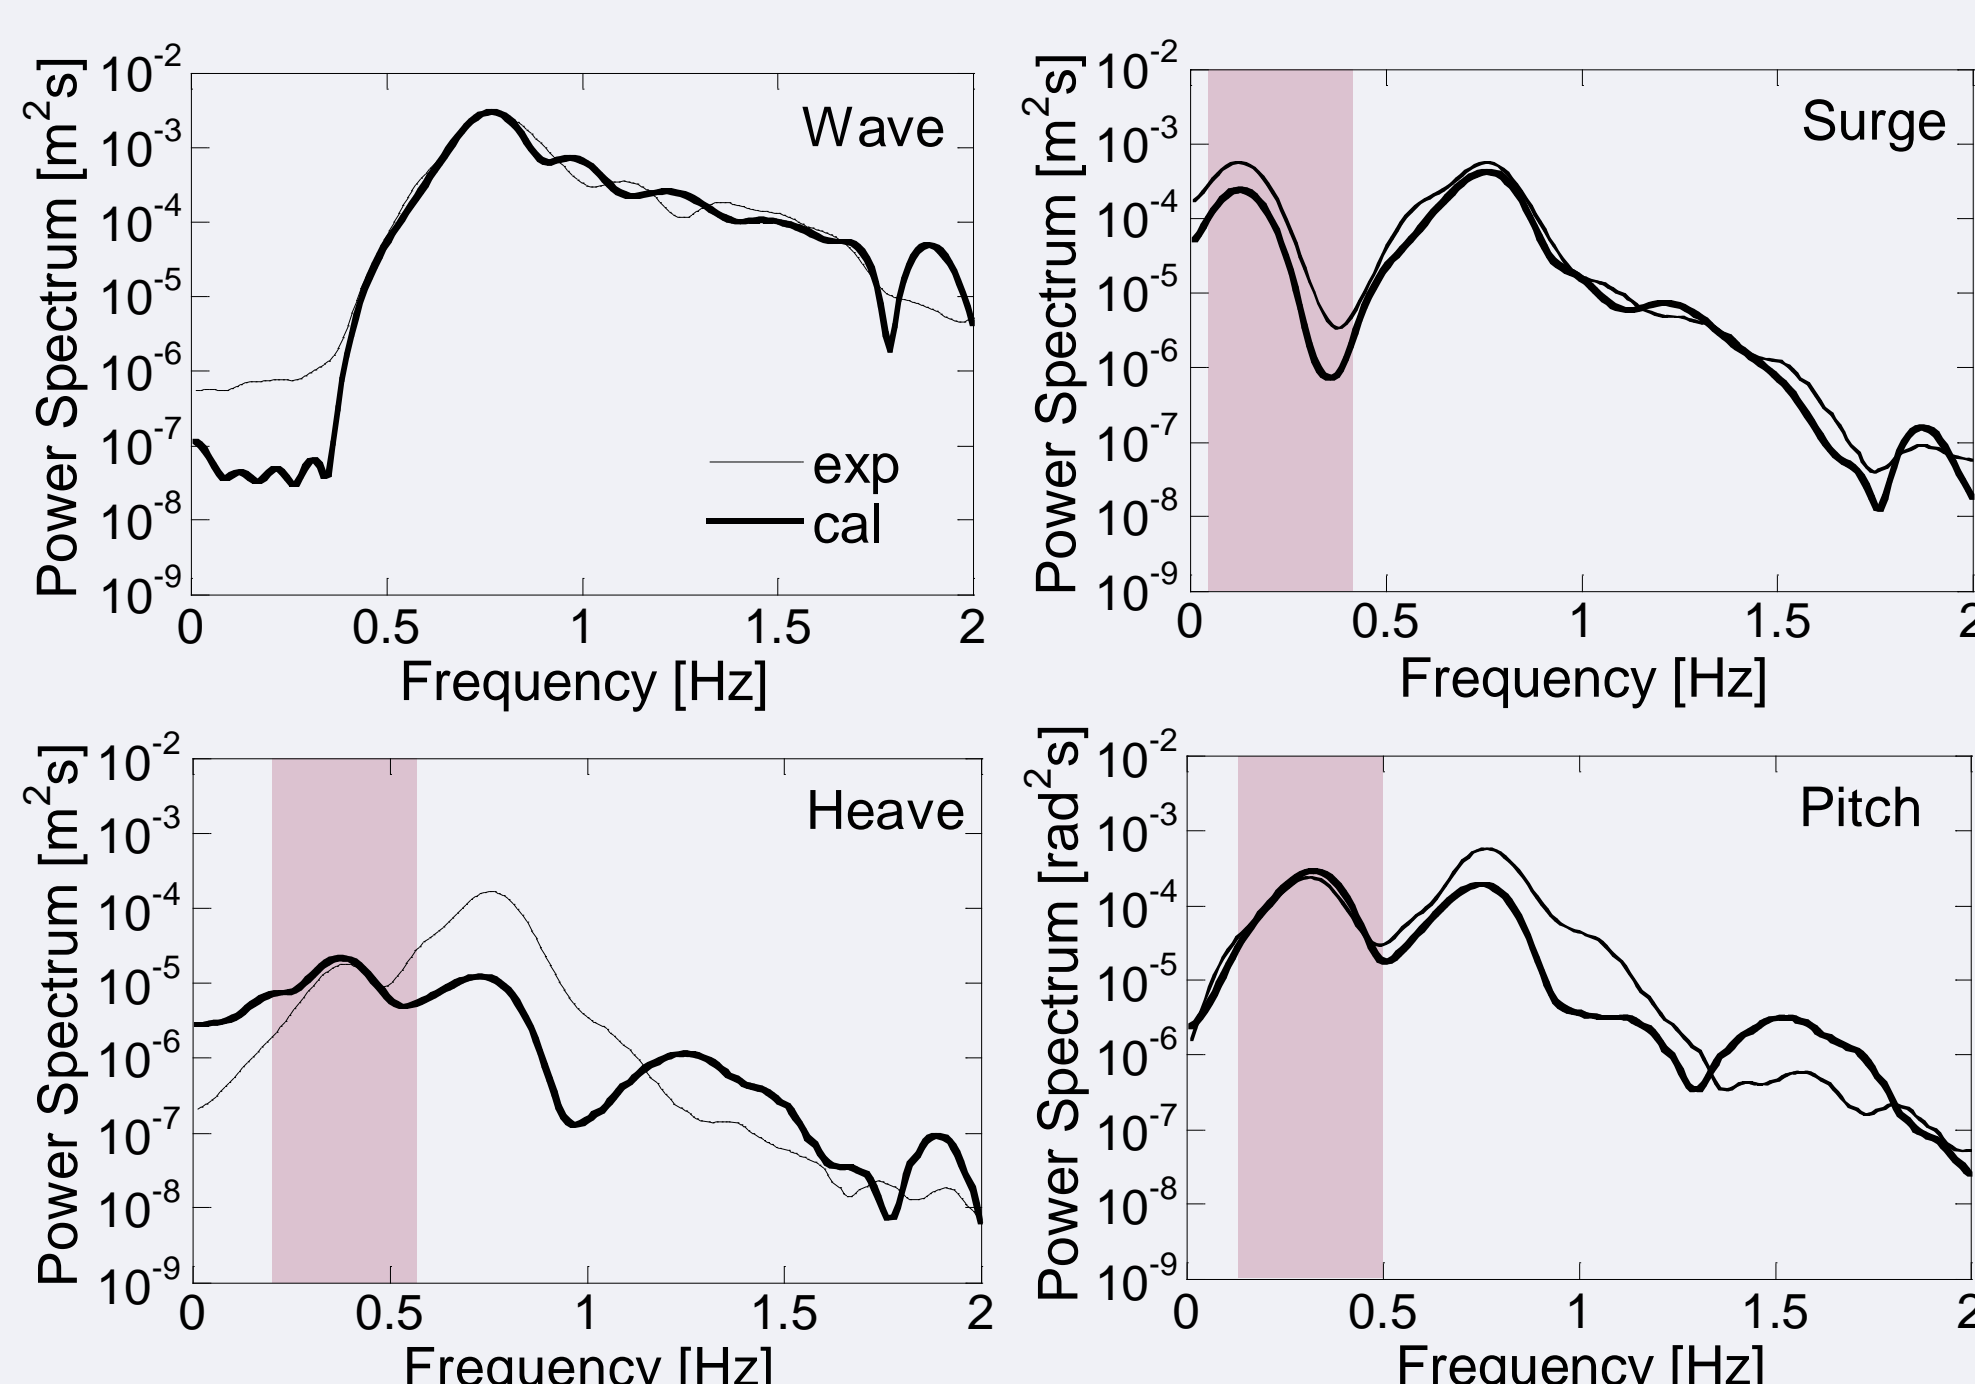 Power Spectrum [m²s]
10⁻²
10⁻³
10⁻⁴
10⁻⁵
10⁻⁶
10⁻⁷
10⁻⁸
10⁻⁹
Wave
exp
cal
0 0.5 1 1.5 2
Frequency [Hz]
Power Spectrum [m²s]
10⁻²
10⁻³
10⁻⁴
10⁻⁵
10⁻⁶
10⁻⁷
10⁻⁸
10⁻⁹
Surge
0 0.5 1 1.5 2
Frequency [Hz]
Power Spectrum [m²s]
10⁻²
10⁻³
10⁻⁴
10⁻⁵
10⁻⁶
10⁻⁷
10⁻⁸
10⁻⁹
Heave
0 0.5 1 1.5 2
Frequency [Hz]
Power Spectrum [rad²s]
10⁻²
10⁻³
10⁻⁴
10⁻⁵
10⁻⁶
10⁻⁷
10⁻⁸
10⁻⁹
Pitch
0 0.5 1 1.5 2
Frequency [Hz]